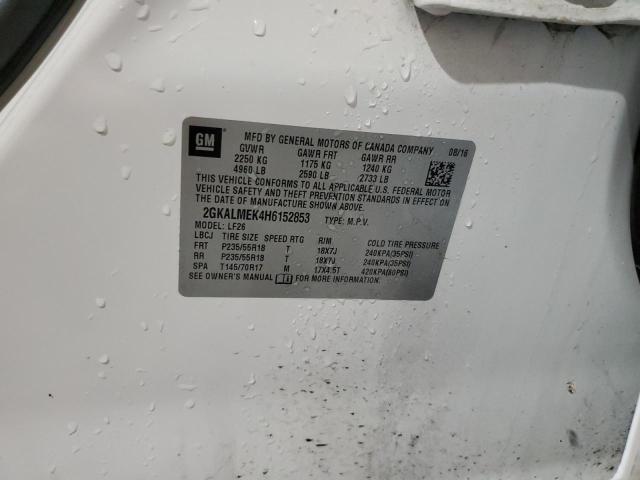 GM
MFD BY GENERAL MOTORS OF CANADA COMPANY
GVWR GAWR FRT GAWR RR 08/16
2250 KG 1175 KG 1240 KG
4960 LB 2590 LB 2733 LB
THIS VEHICLE CONFORMS TO ALL APPLICABLE U.S. FEDERAL MOTOR
VEHICLE SAFETY AND THEFT PREVENTION STANDARDS IN EFFECT ON
THE DATE OF MANUFACTURE SHOWN ABOVE.
2GKALMEK4H6152853 TYPE: M.P.V.
MODEL: LF26
LBCJ TIRE SIZE SPEED RTG RIM COLD TIRE PRESSURE
FRT P235/55R18 T 18X7J 240KPA(35PSI)
RR P235/55R18 T 18X7J 240KPA(35PSI)
SPA T145/70R17 M 17X4.5T 420KPA(60PSI)
SEE OWNER'S MANUAL FOR MORE INFORMATION.